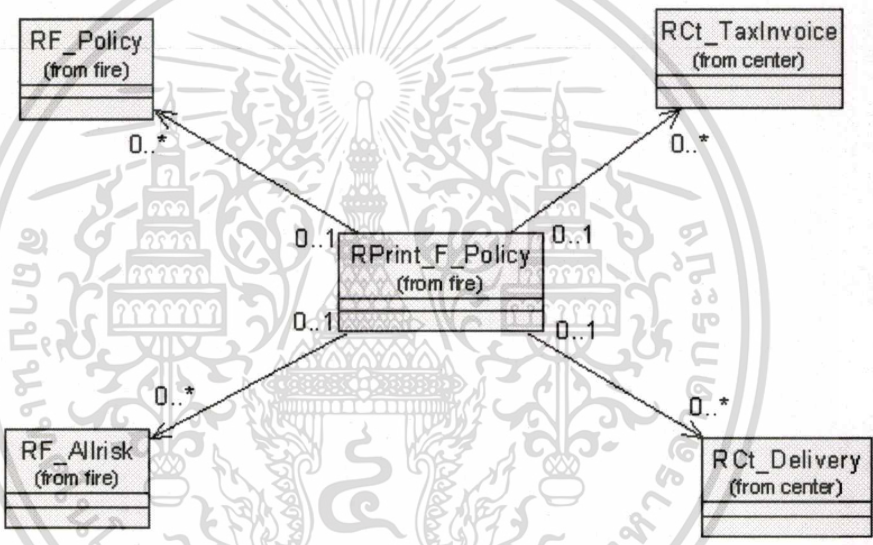 RF_Policy
(from fire)
RCt_TaxInvoice
(from center)
0..*
0..*
0..1
0..1
RPrint_F_Policy
(from fire)
0..1
0..1
0..*
0..*
RF_Allrisk
(from fire)
RCt_Delivery
(from center)